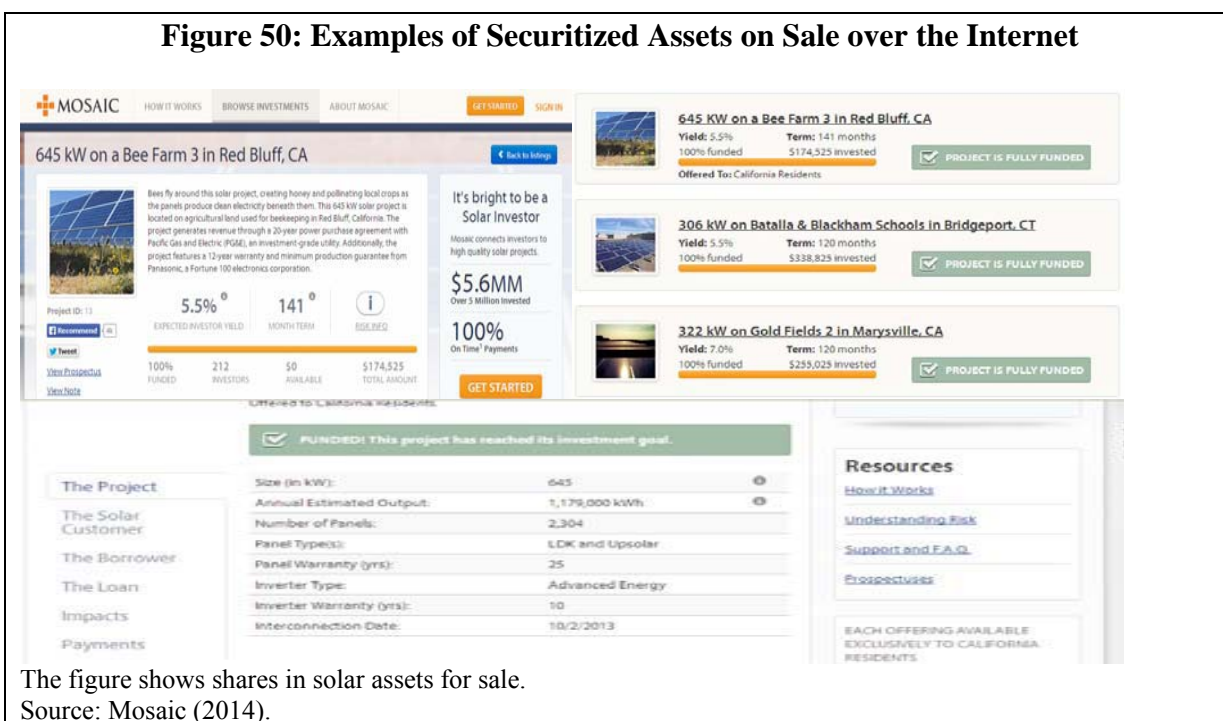 Figure 50: Examples of Securitized Assets on Sale over the Internet
MOSAIC HOW IT WORKS BROWSE INVESTMENTS ABOUT MOSAIC GET STARTED SIGN IN
645 kW on a Bee Farm 3 in Red Bluff, CA
Back to listings
Bees fly around this solar project, creating honey and pollinating local crops as
the panels produce clean electricity beneath them. This 645 kW solar project is
located on agricultural land used for beekeeping in Red Bluff, California. The
project generates revenue through a 20-year power purchase agreement with
Pacific Gas and Electric (PG&E), an investment-grade utility. Additionally, the
project features a 12-year warranty and minimum production guarantee from
Panasonic, a Fortune 100 electronics corporation.
Project ID: 13
Recommend
Tweet
View Prospectus
View Note
5.5% 141 i
EXPECTED INVESTOR YIELD MONTH TERM RISK INFO
100% 212 $0 $174,525
FUNDED INVESTORS AVAILABLE TOTAL AMOUNT
It's bright to be a
Solar Investor
Mosaic connects investors to
high quality solar projects.
$5.6MM
Over 5 Million Invested
100%
On Time¹ Payments
GET STARTED
645 KW on a Bee Farm 3 in Red Bluff, CA
Yield: 5.5% Term: 141 months
100% funded $174,525 invested
PROJECT IS FULLY FUNDED
Offered To: California Residents
306 kW on Batalla & Blackham Schools in Bridgeport, CT
Yield: 5.5% Term: 120 months
100% funded $338,825 invested
PROJECT IS FULLY FUNDED
322 kW on Gold Fields 2 in Marysville, CA
Yield: 7.0% Term: 120 months
100% funded $255,025 invested
PROJECT IS FULLY FUNDED
Offered to California Residents.
FUNDED! This project has reached its investment goal.
The Project
The Solar
Customer
The Borrower
The Loan
Impacts
Payments
Size (in kW): 645
Annual Estimated Output: 1,179,000 kWh
Number of Panels: 2,304
Panel Type(s): LDK and Upsolar
Panel Warranty (yrs): 25
Inverter Type: Advanced Energy
Inverter Warranty (yrs): 10
Interconnection Date: 10/2/2013
Resources
How it Works
Understanding Risk
Support and F.A.Q.
Prospectuses
EACH OFFERING AVAILABLE
EXCLUSIVELY TO CALIFORNIA
RESIDENTS
The figure shows shares in solar assets for sale.
Source: Mosaic (2014).